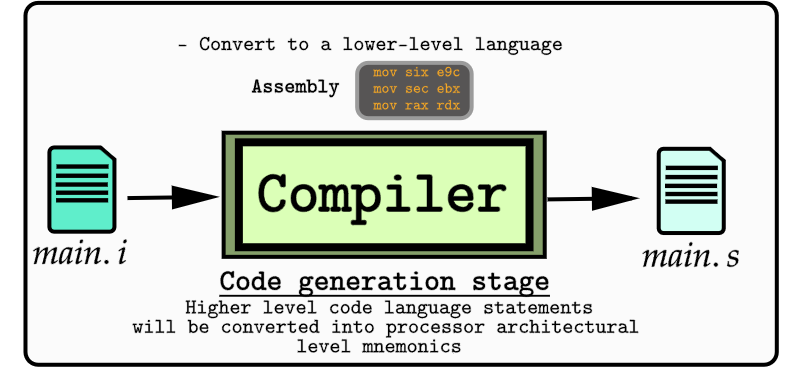 - Convert to a lower-level language
Assembly
mov six e9c
mov sec ebx
mov rax rdx
Compiler
main. i
main. s
Code generation stage
Higher level code language statements
will be converted into processor architectural
level mnemonics